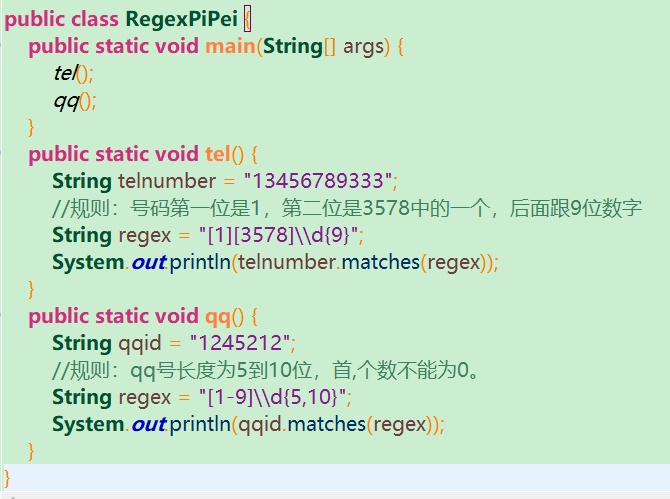 public class RegexPiPei {
public static void main(String[] args) {
tel();
qq();
}
public static void tel() {
String telnumber = "13456789333";
//规则：号码第一位是1，第二位是3578中的一个，后面跟9位数字
String regex = "[1][3578]\\d{9}";
System.out.println(telnumber.matches(regex));
}
public static void qq() {
String qqid = "1245212";
//规则：qq号长度为5到10位，首,个数不能为0。
String regex = "[1-9]\\d{5,10}";
System.out.println(qqid.matches(regex));
}
}